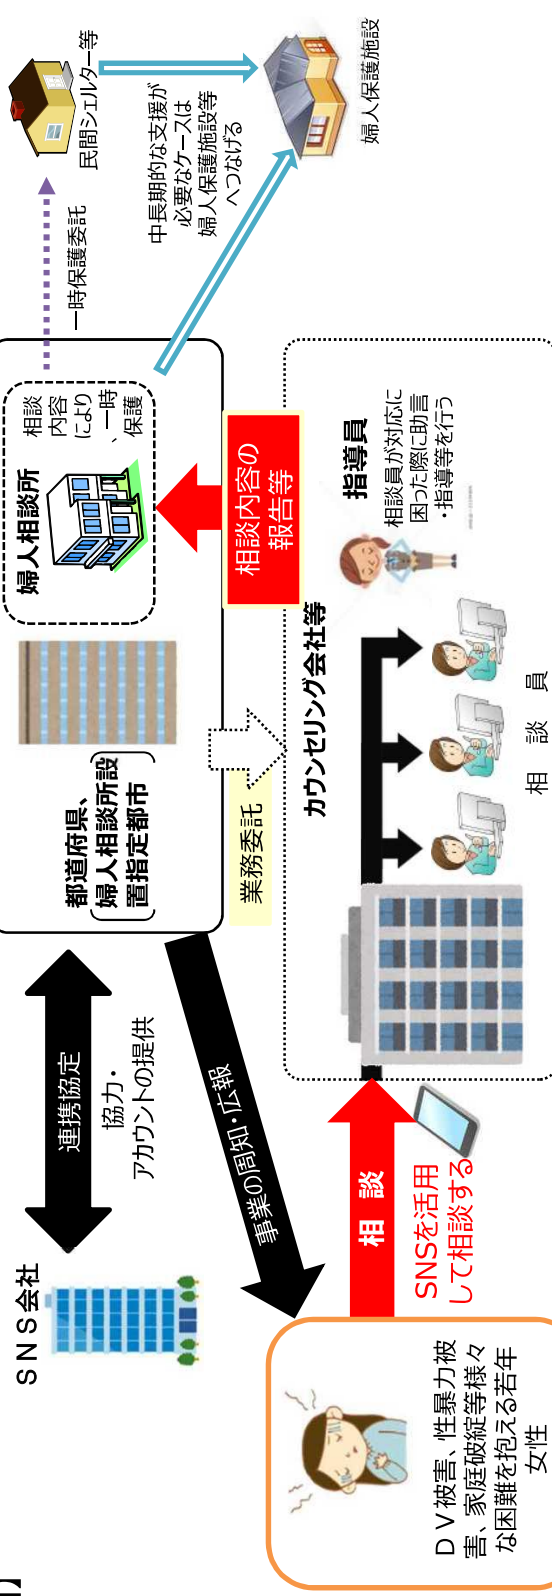 】
SNS会社
連携協定
協力・
アカウントの提供
都道府県、
婦人相談所設
置指定都市
婦人相談所
相談
内容
により
、一時
保護
一時保護委託
民間シェルター等
中長期的な支援が
必要なケースは
婦人保護施設等
へつなげる
婦人保護施設
事業の周知・広報
業務委託
相談内容の
報告等
DV被害、性暴力被
害、家庭破綻等様々
な困難を抱える若年
女性
相 談
SNSを活用
して相談する
カウンセリング会社等
相 談 員
指導員
相談員が対応に
困った際に助言
・指導等を行う